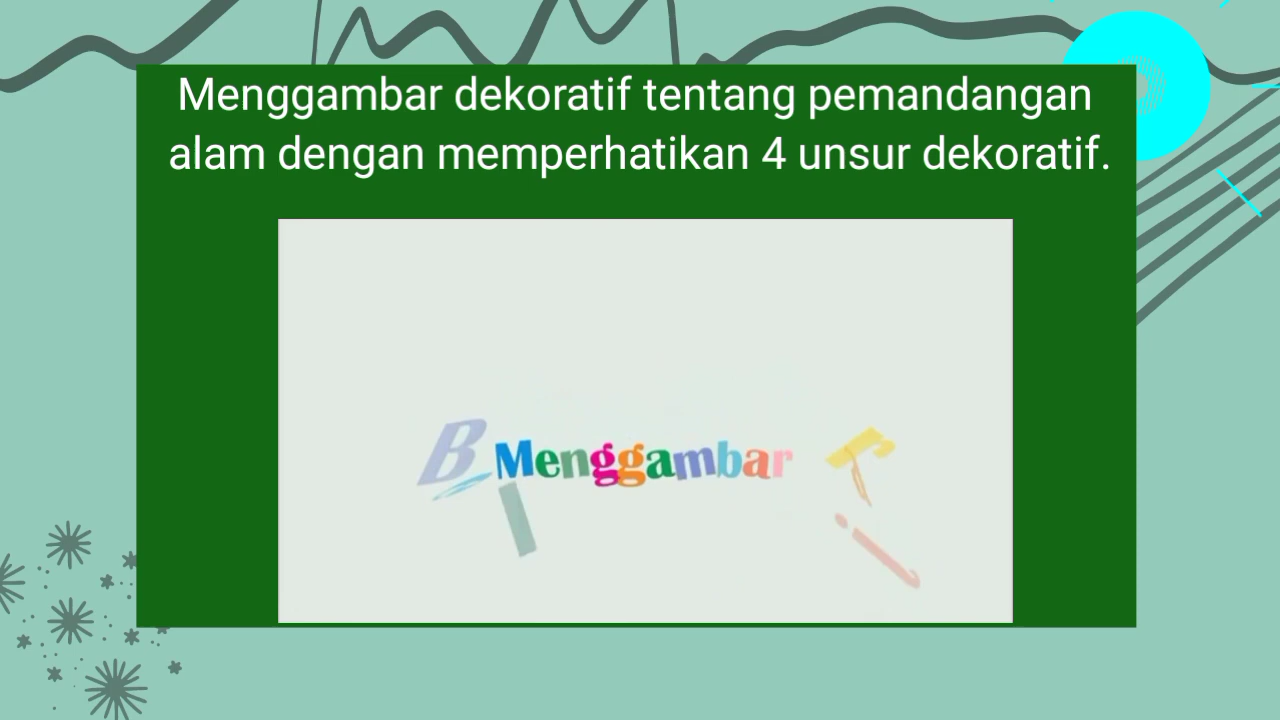 Menggambar dekoratif tentang pemandangan
alam dengan memperhatikan 4 unsur dekoratif.
Menggambar